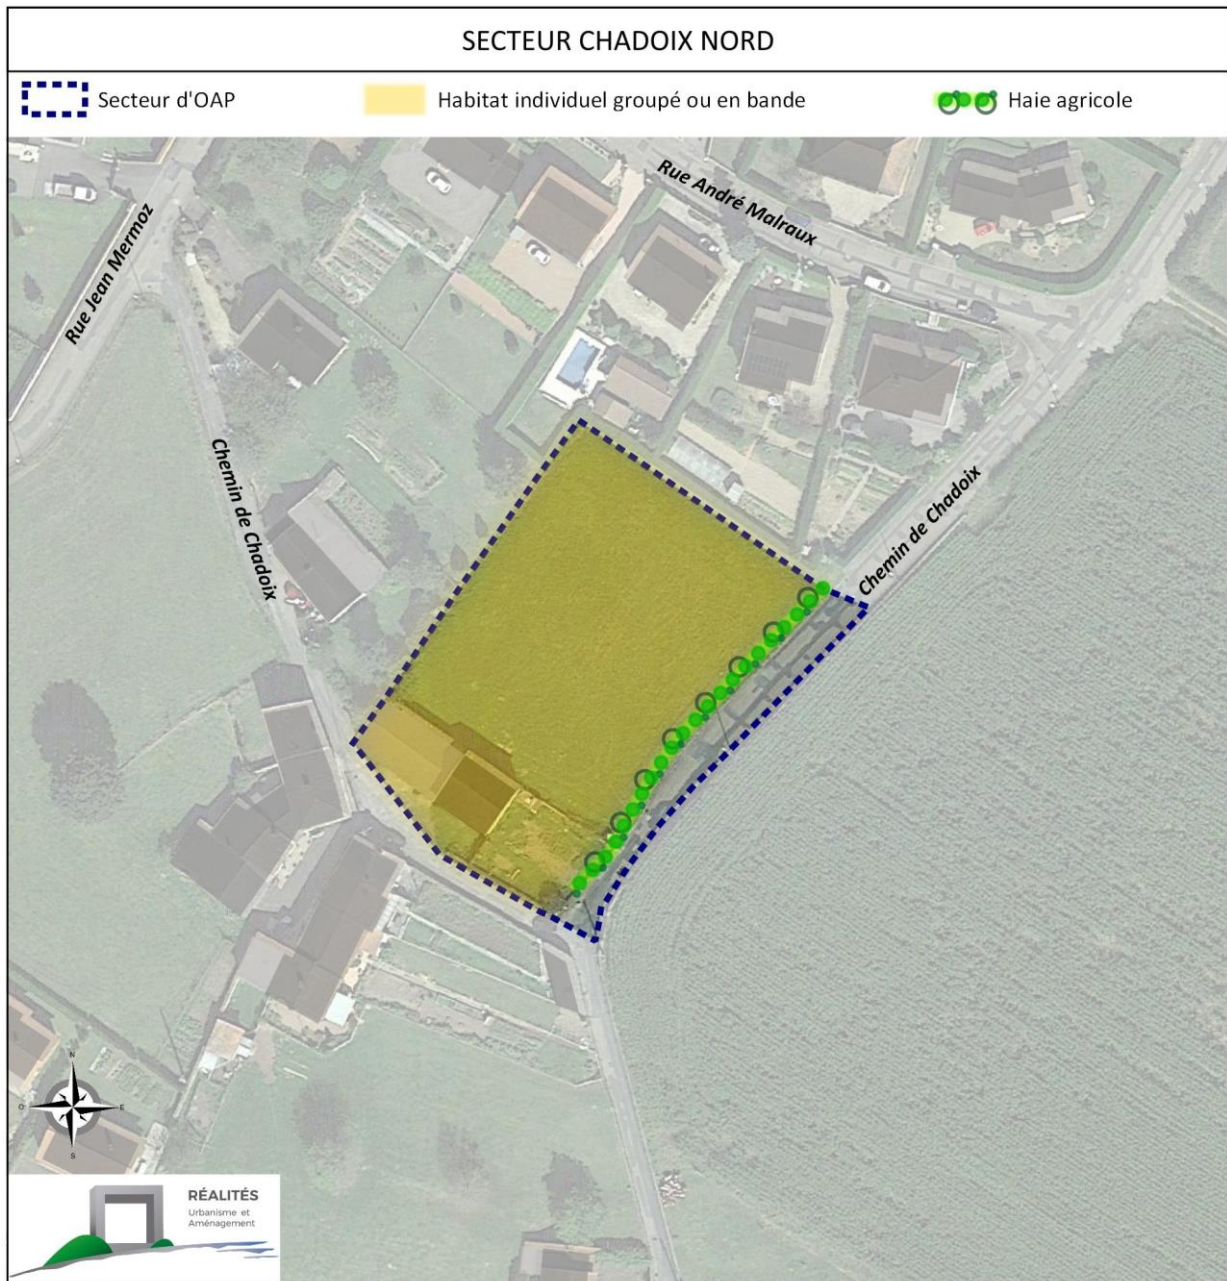 SECTEUR CHADOIX NORD
Secteur d'OAP
Habitat individuel groupé ou en bande
Haie agricole
Rue André Malraux
Rue Jean Mermoz
Chemin de Chadoix
Chemin de Chadoix
N
O
E
S
RÉALITÉS
Urbanisme et
Aménagement